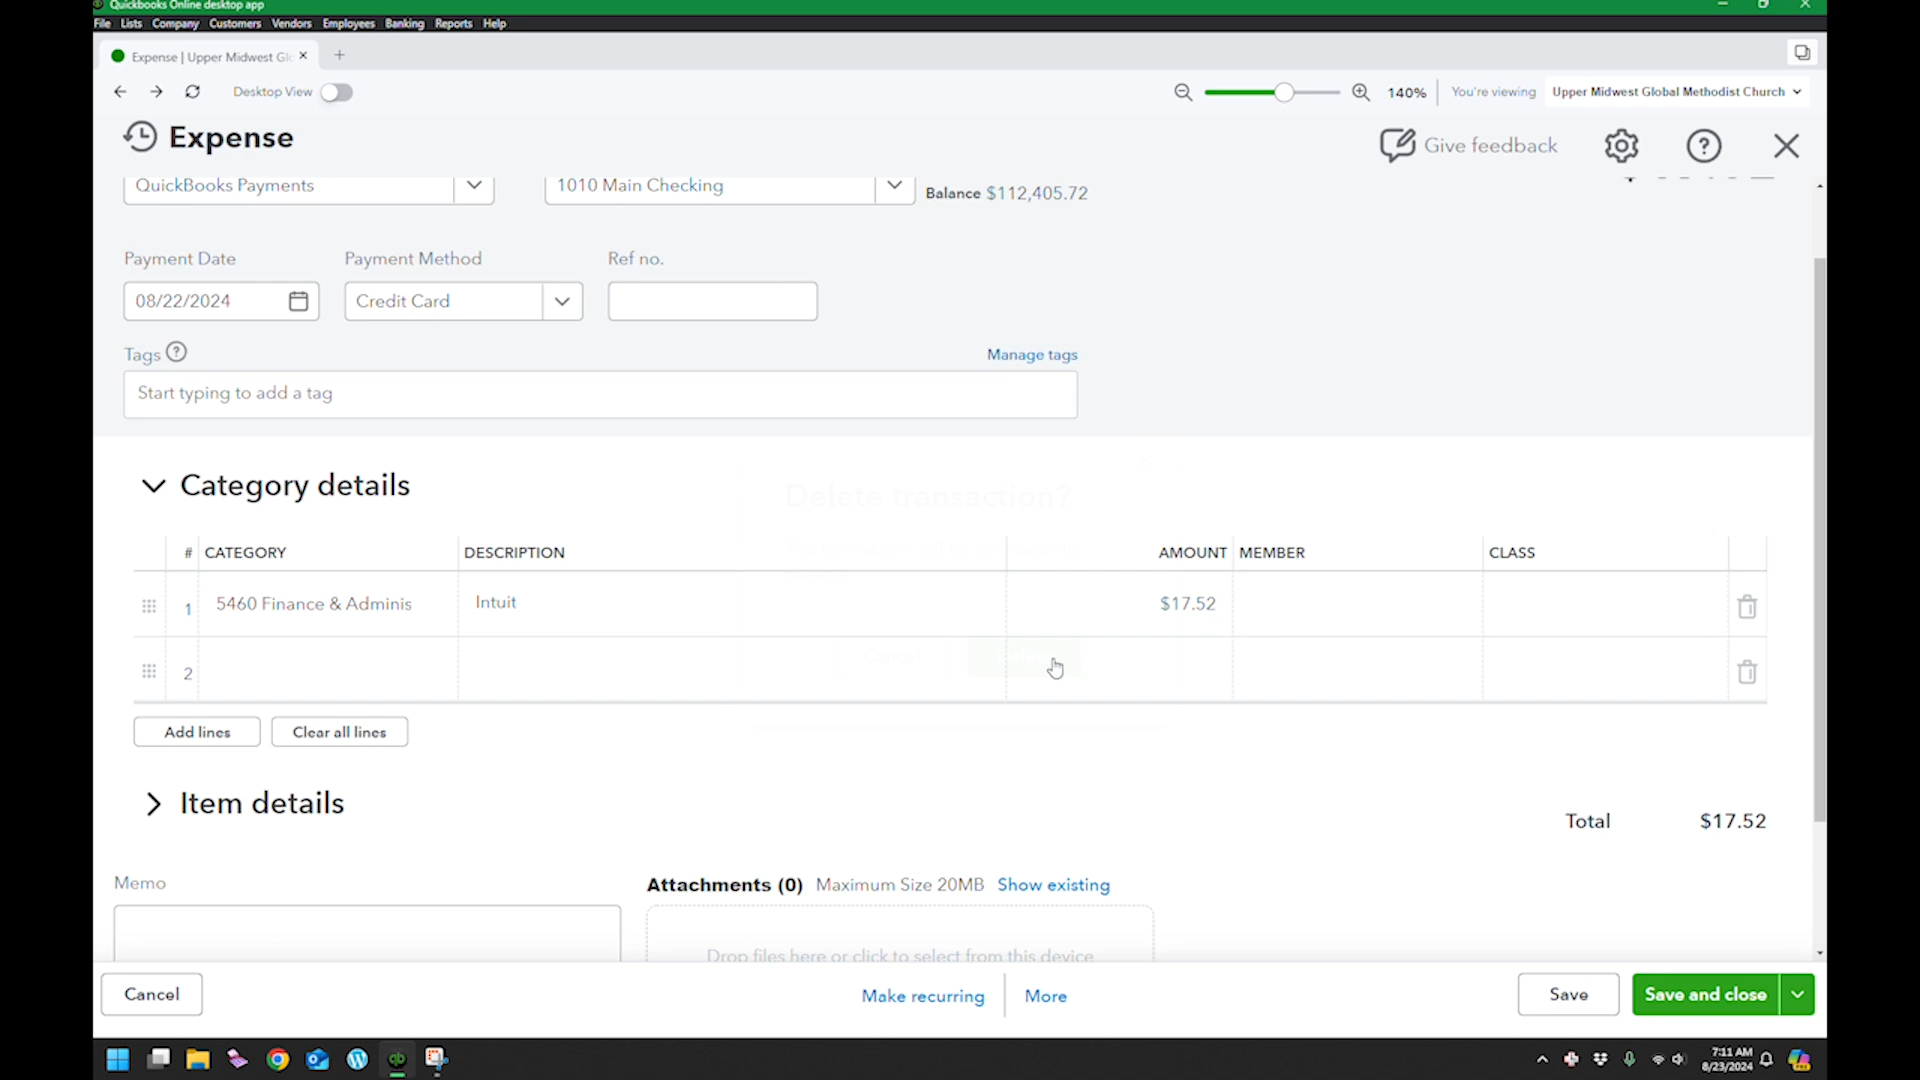 Quickbooks Online desktop app
File Lists Company Customers Vendors Employees Banking Reports Help
Expense | Upper Midwest Glo
Desktop View 140% You're viewing Upper Midwest Global Methodist Church
Expense Give feedback
QuickBooks Payments 1010 Main Checking Balance $112,405.72
Payment Date Payment Method Ref no.
08/22/2024 Credit Card
Tags Manage tags
Start typing to add a tag
Category details
Delete transaction?
# CATEGORY DESCRIPTION AMOUNT MEMBER CLASS
1 5460 Finance & Adminis Intuit $17.52
2
Add lines Clear all lines
Item details
Total $17.52
Memo Attachments (0) Maximum Size 20MB Show existing
Drop files here or click to select from this device
Cancel Make recurring More Save Save and close
7:11 AM
8/23/2024